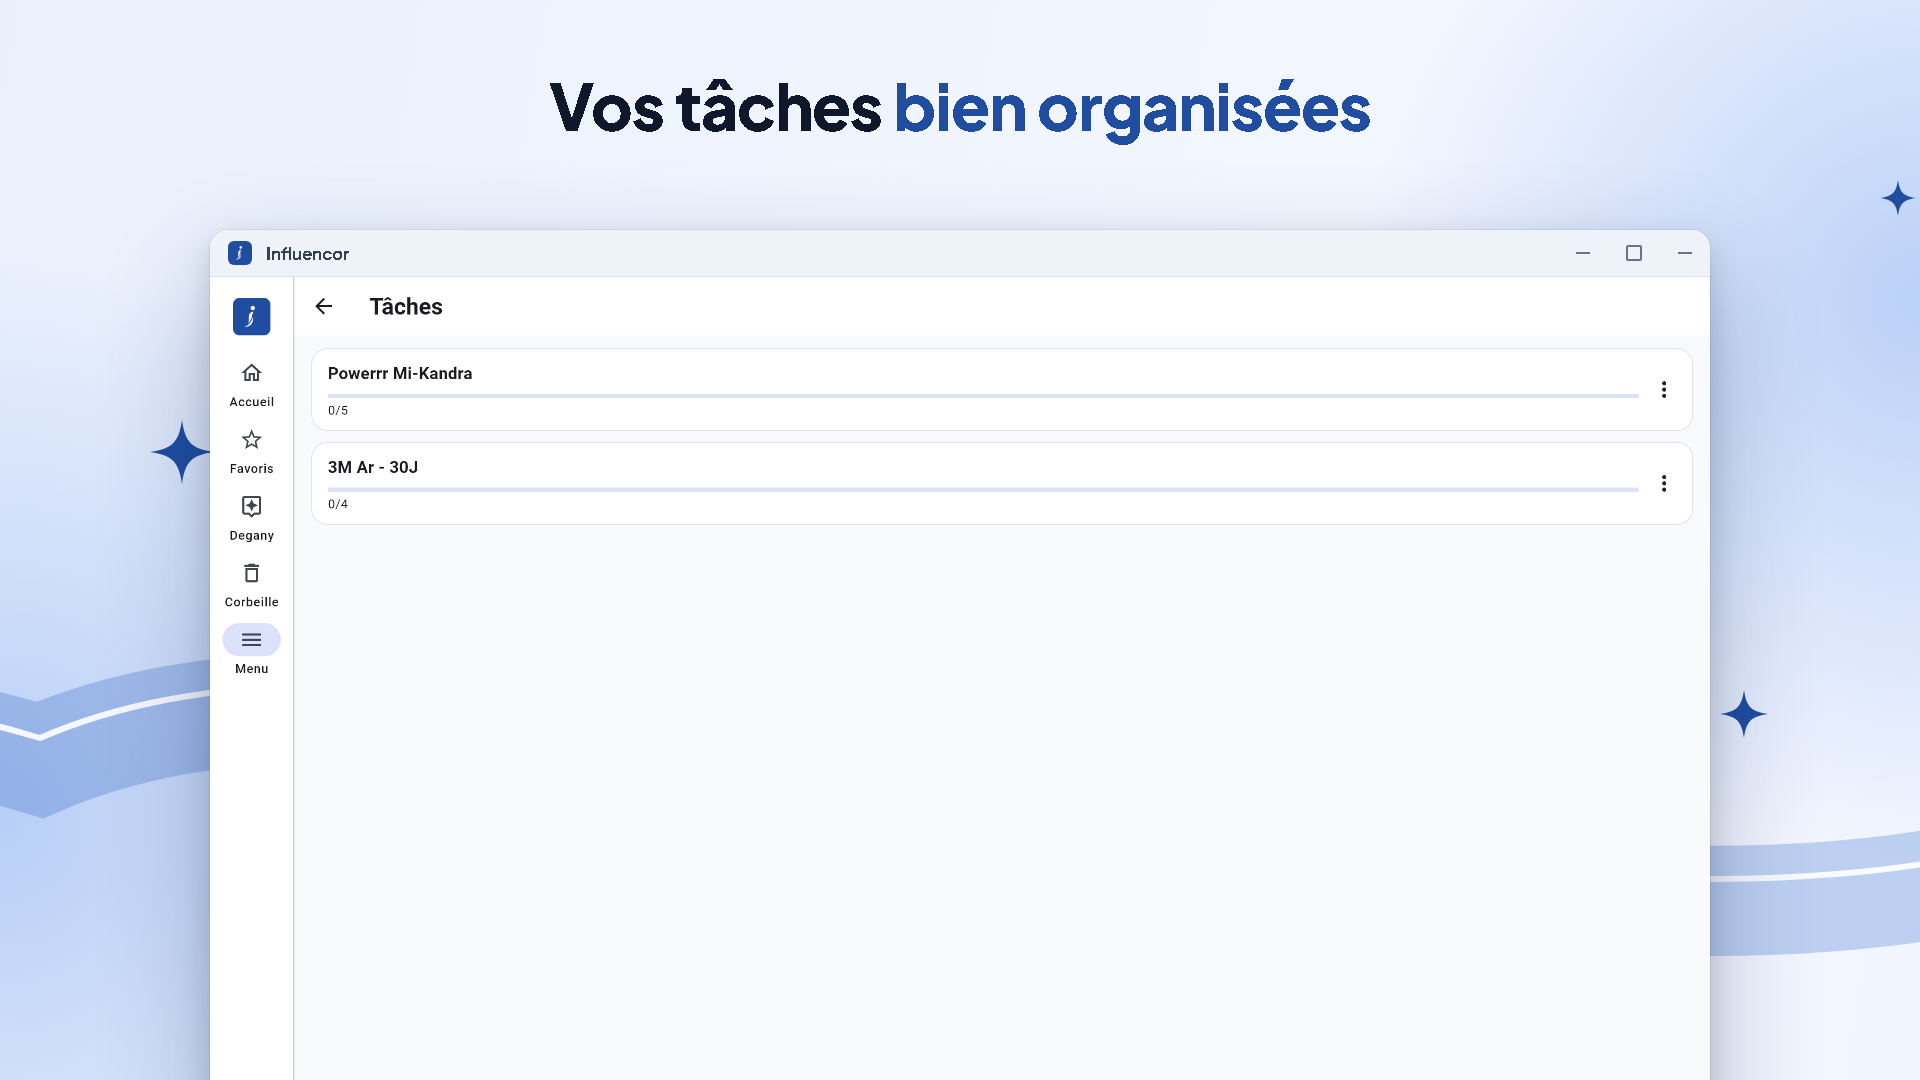 Vos tâches bien organisées
Influencor
Tâches
Accueil
Favoris
Degany
Corbeille
Menu
Powerrr Mi-Kandra
0/5
3M Ar - 30J
0/4